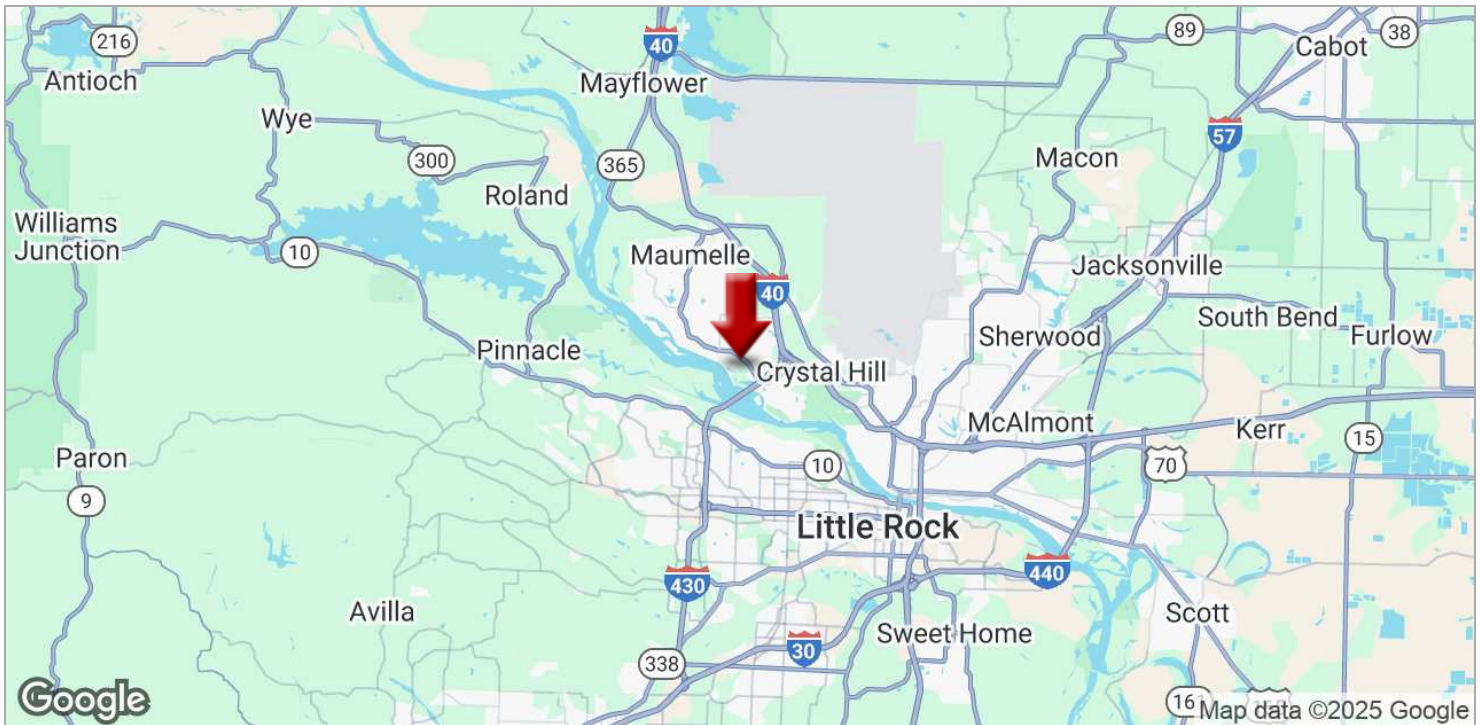 216
Antioch
40
Mayflower
89
Cabot
38
Wye
300
365
57
Macon
Roland
Williams
Junction
10
Maumelle
40
Jacksonville
South Bend
Furlow
Sherwood
Pinnacle
Crystal Hill
McAlmont
Kerr
15
Paron
9
10
70
Little Rock
430
440
Avilla
Scott
30
Sweet Home
338
Google
161
Map data ©2025 Google